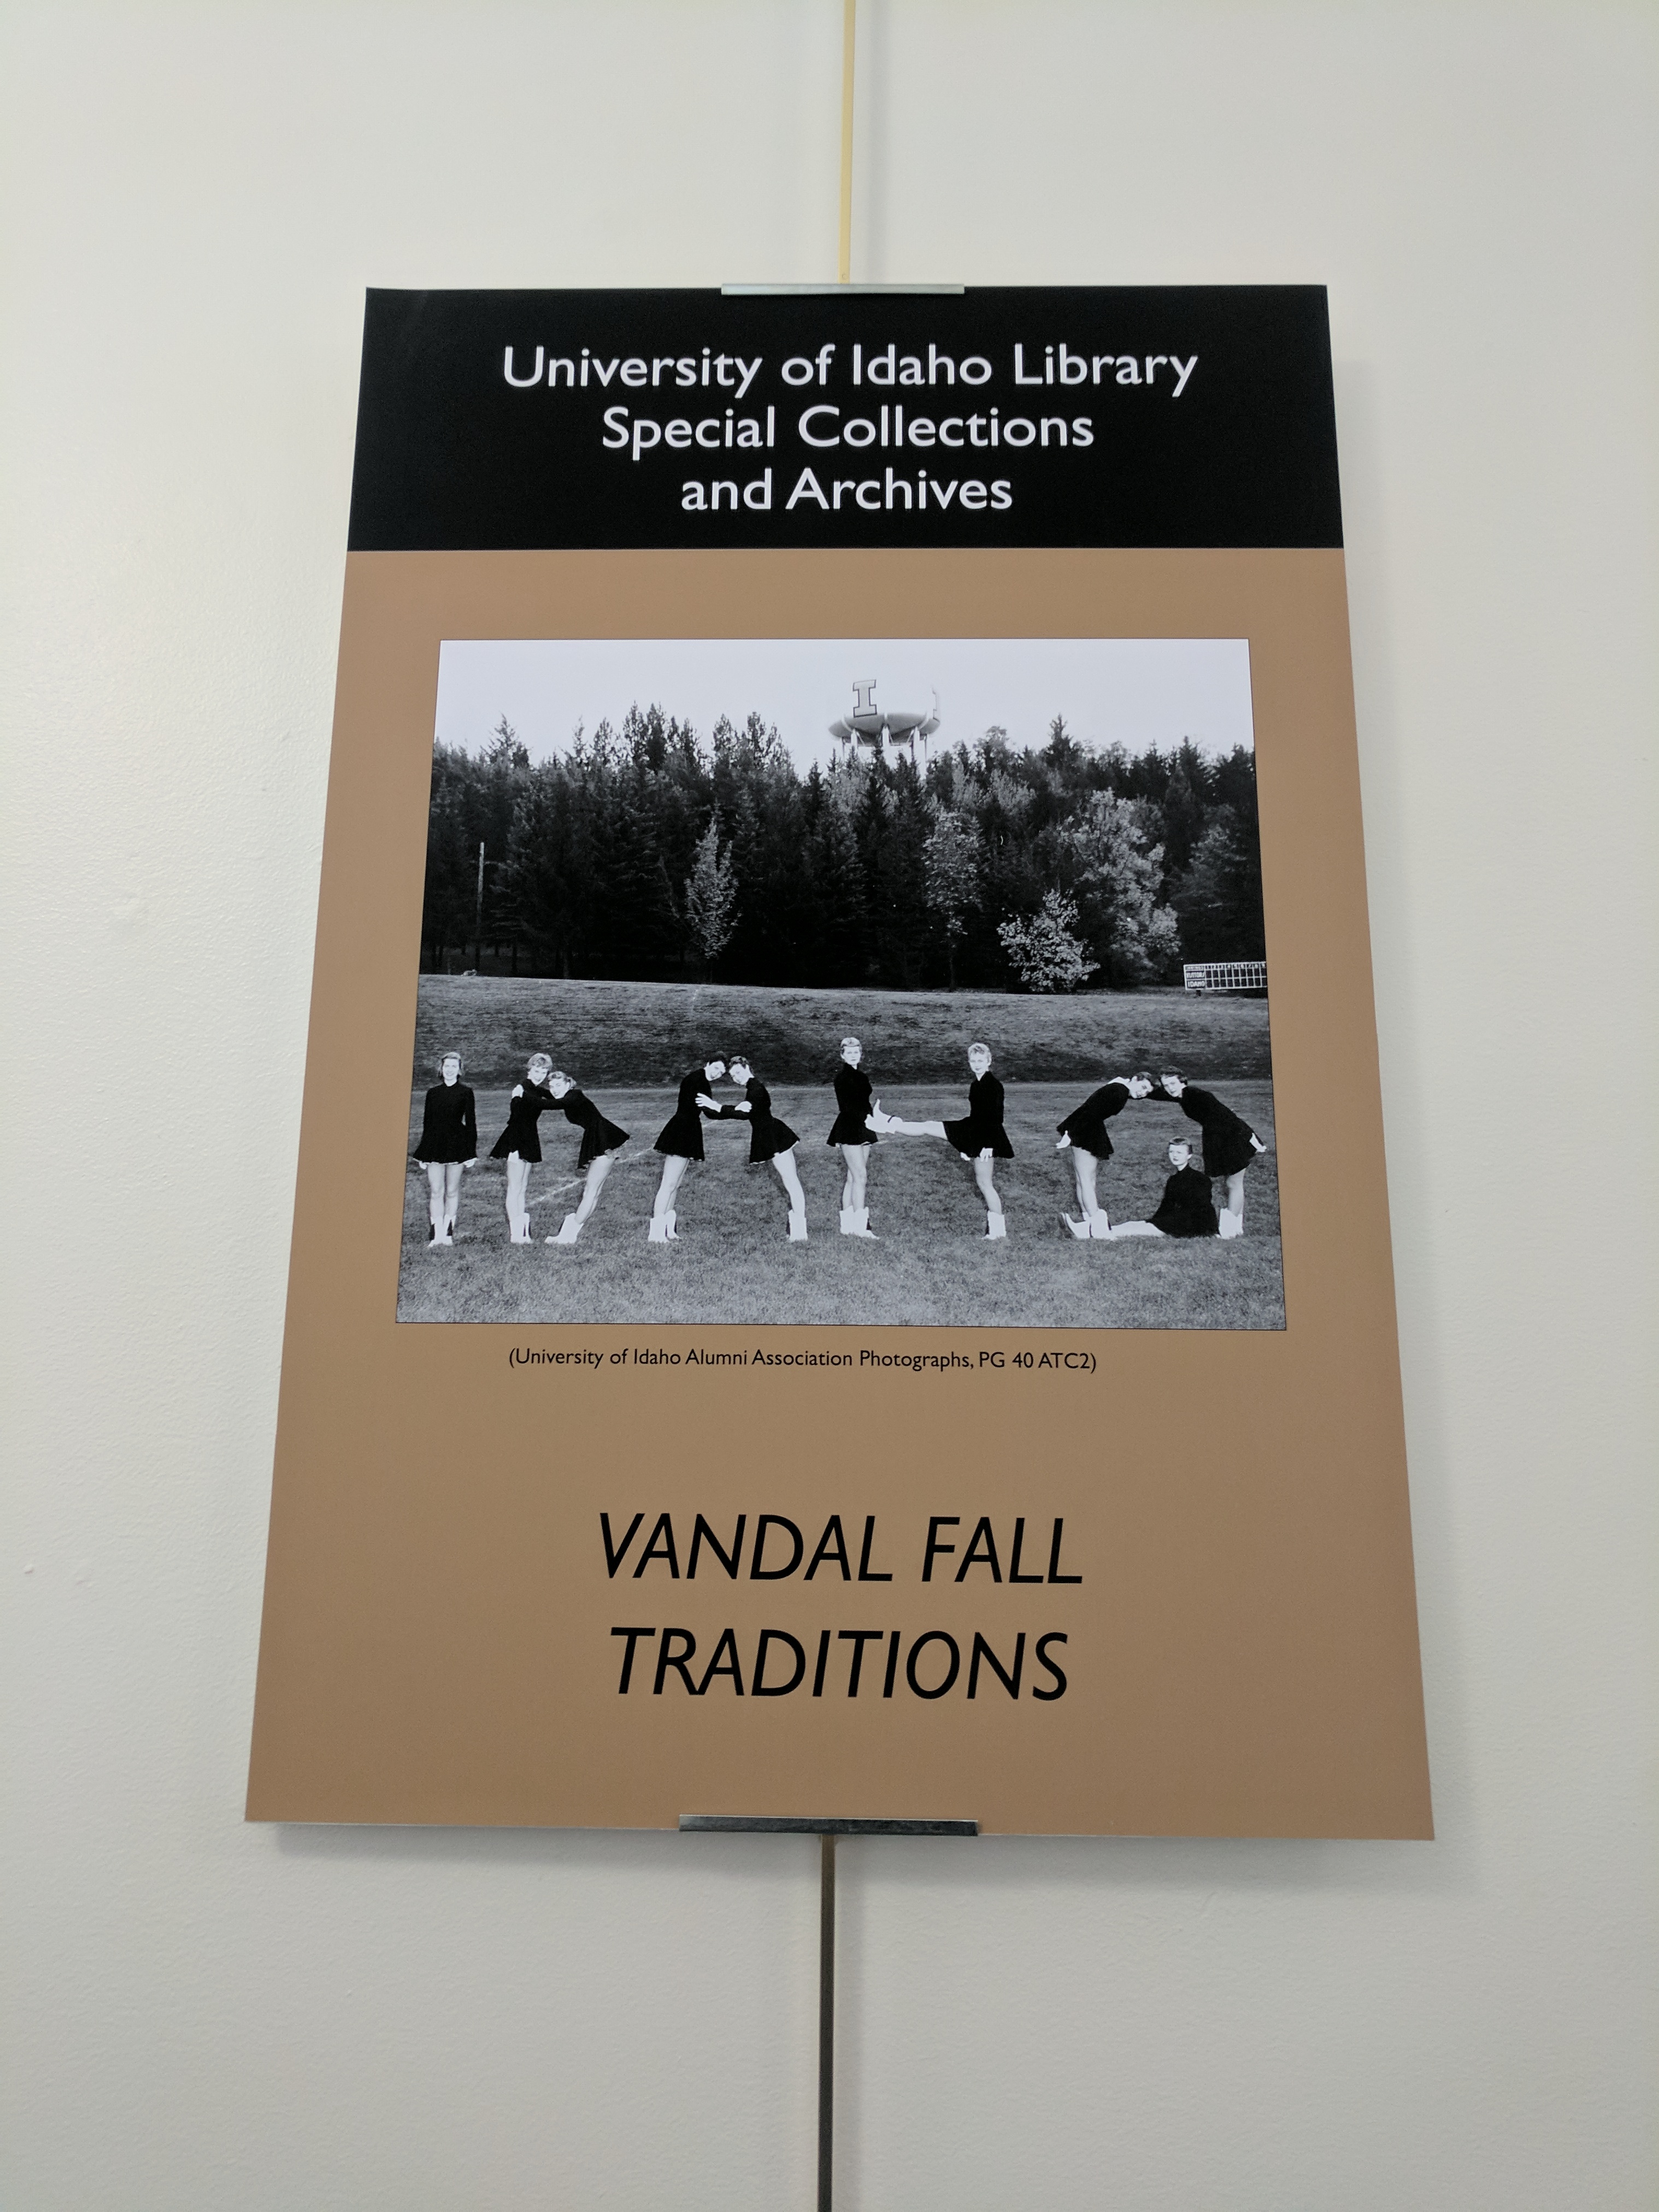 University of Idaho Library
Special Collections
and Archives
I
IDAHO
(University of Idaho Alumni Association Photographs, PG 40 ATC2)
VANDAL FALL
TRADITIONS